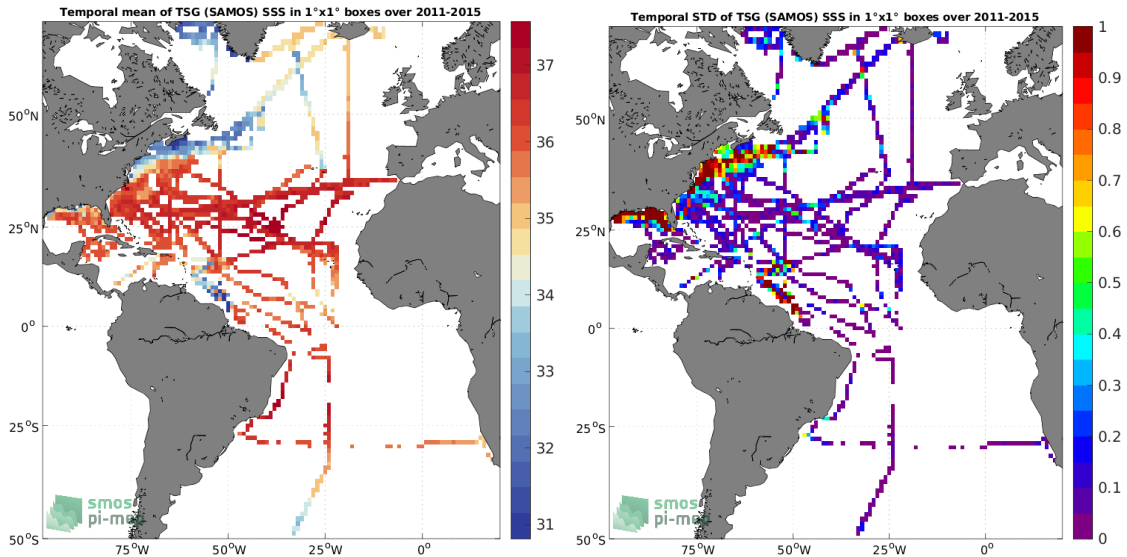 Temporal mean of TSG (SAMOS) SSS in 1°x1° boxes over 2011-2015
50°N
25°N
0°
25°S
50°S
75°W
50°W
25°W
0°
37
36
35
34
33
32
31
smos
pi-mep
Temporal STD of TSG (SAMOS) SSS in 1°x1° boxes over 2011-2015
50°N
25°N
0°
25°S
50°S
75°W
50°W
25°W
0°
1
0.9
0.8
0.7
0.6
0.5
0.4
0.3
0.2
0.1
0
smos
pi-mep